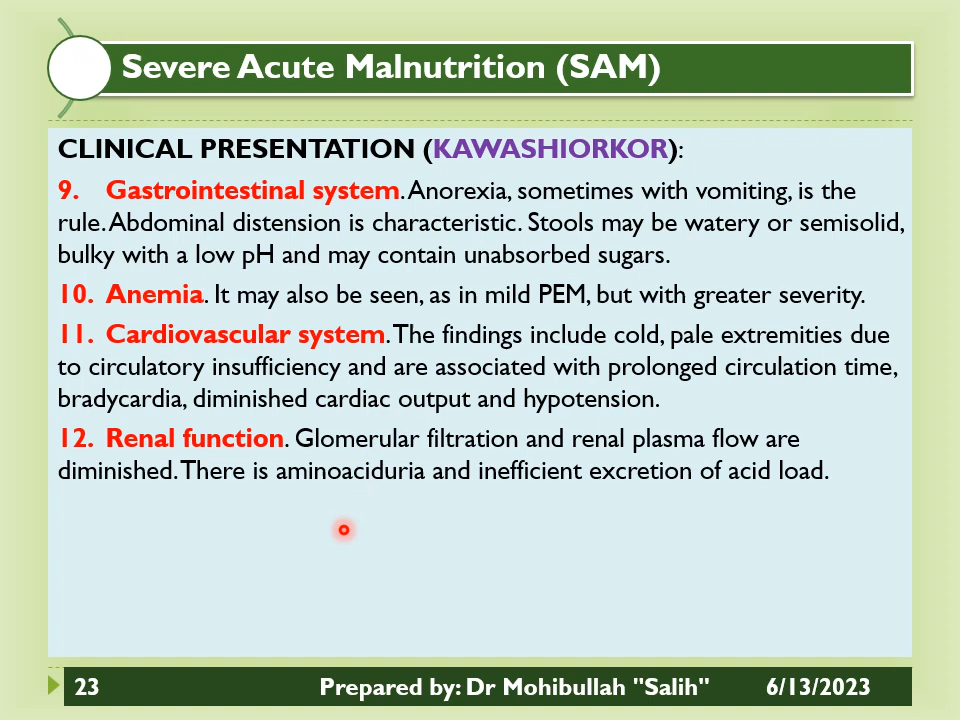 Severe Acute Malnutrition (SAM)
CLINICAL PRESENTATION (KAWASHIORKOR):
9. Gastrointestinal system. Anorexia, sometimes with vomiting, is the
rule. Abdominal distension is characteristic. Stools may be watery or semisolid,
bulky with a low pH and may contain unabsorbed sugars.
10. Anemia. It may also be seen, as in mild PEM, but with greater severity.
11. Cardiovascular system. The findings include cold, pale extremities due
to circulatory insufficiency and are associated with prolonged circulation time,
bradycardia, diminished cardiac output and hypotension.
12. Renal function. Glomerular filtration and renal plasma flow are
diminished. There is aminoaciduria and inefficient excretion of acid load.
23 Prepared by: Dr Mohibullah "Salih" 6/13/2023